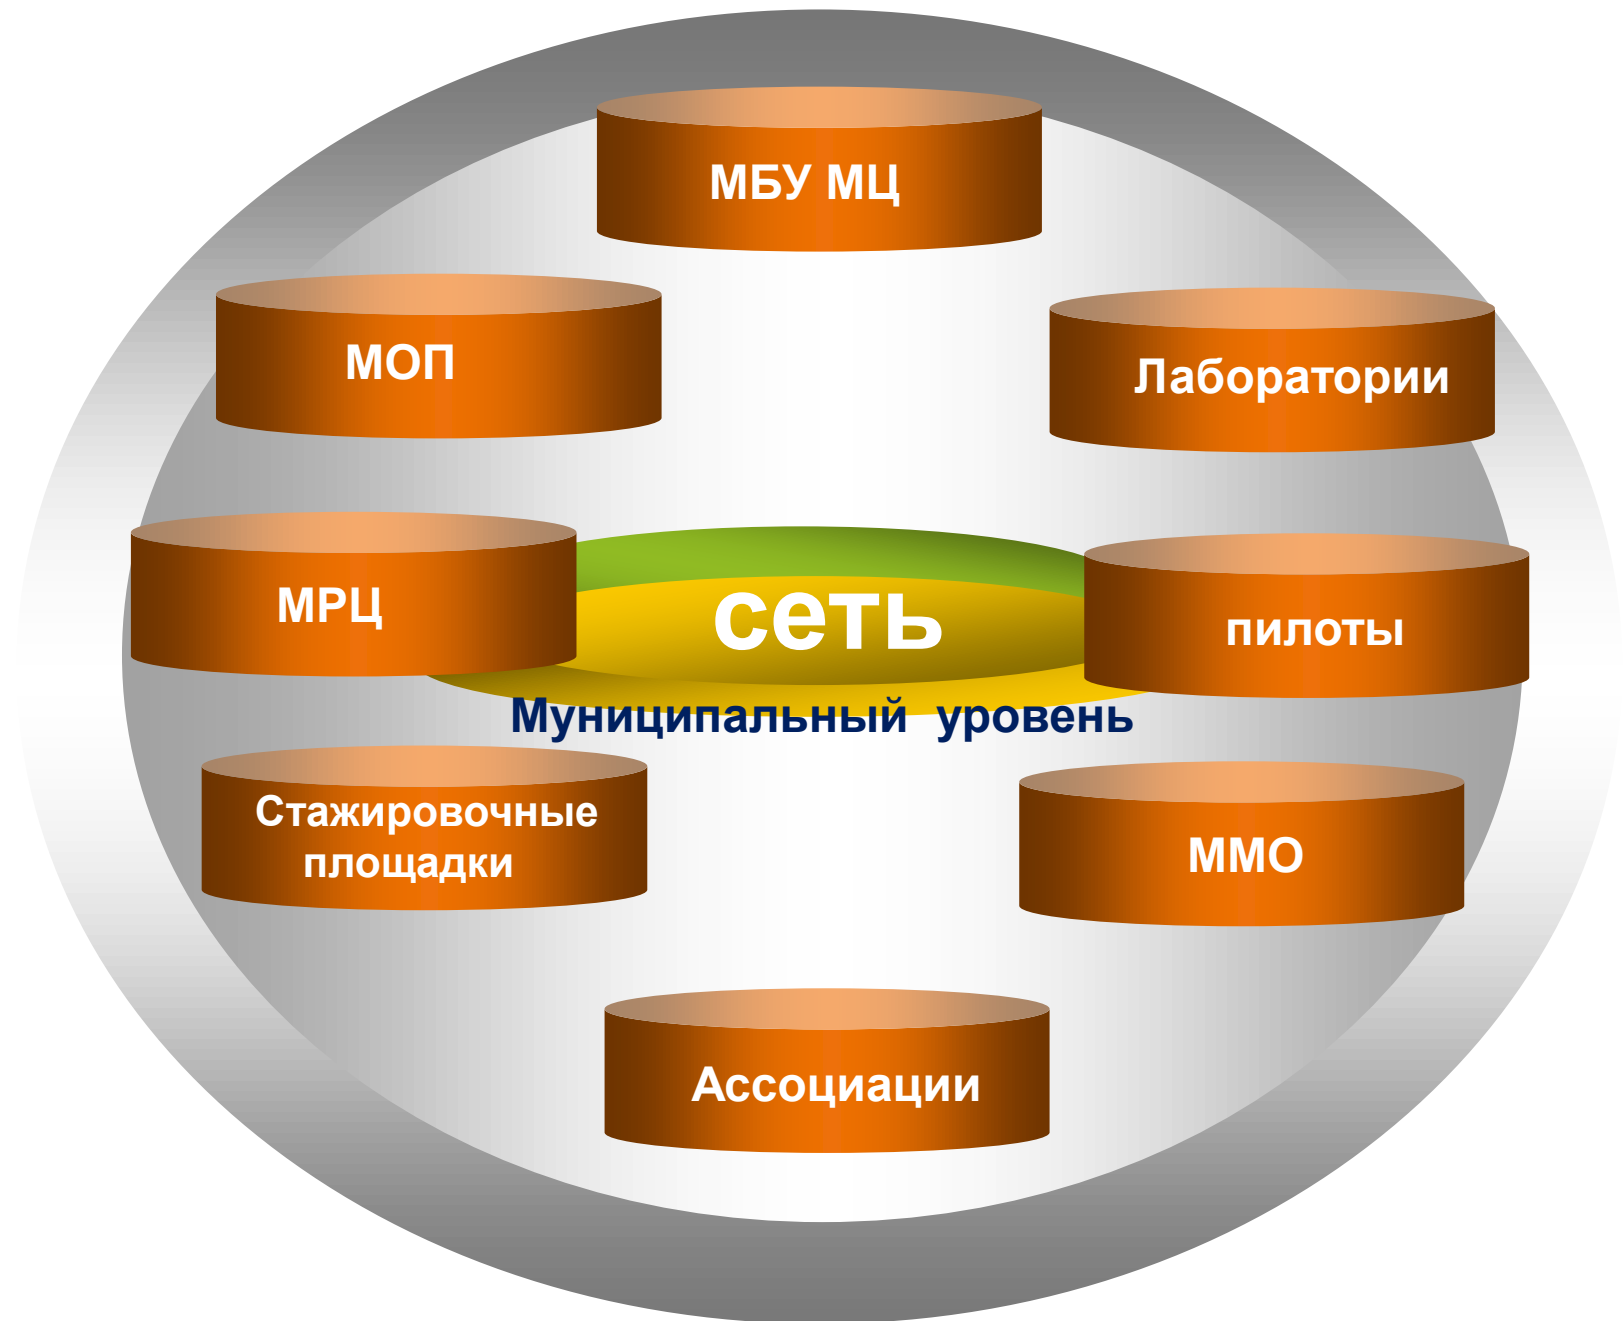 МБУ МЦ
МОП
Лаборатории
МРЦ
сеть
пилоты
Муниципальный уровень
Стажировочные
площадки
ММО
Ассоциации